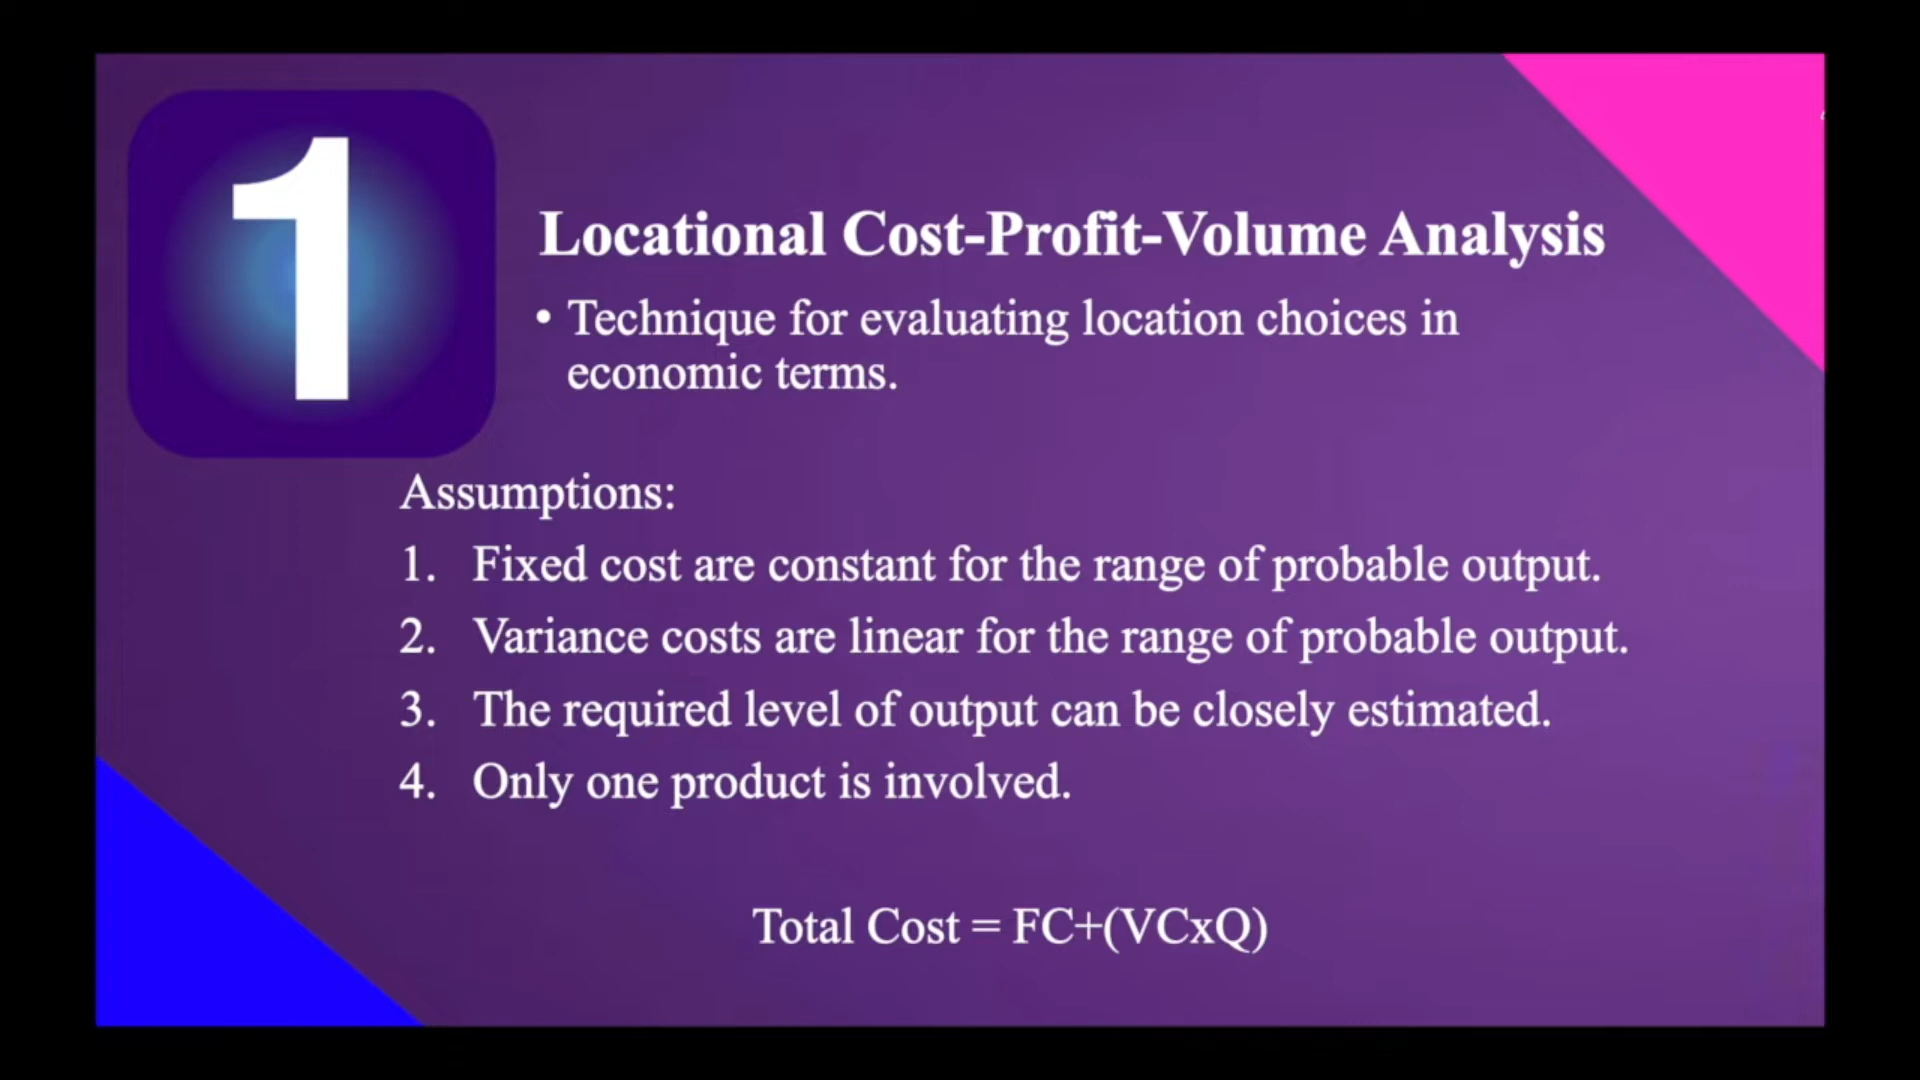 1
Locational Cost-Profit-Volume Analysis
• Technique for evaluating location choices in
economic terms.
Assumptions:
1. Fixed cost are constant for the range of probable output.
2. Variance costs are linear for the range of probable output.
3. The required level of output can be closely estimated.
4. Only one product is involved.
Total Cost = FC+(VCxQ)